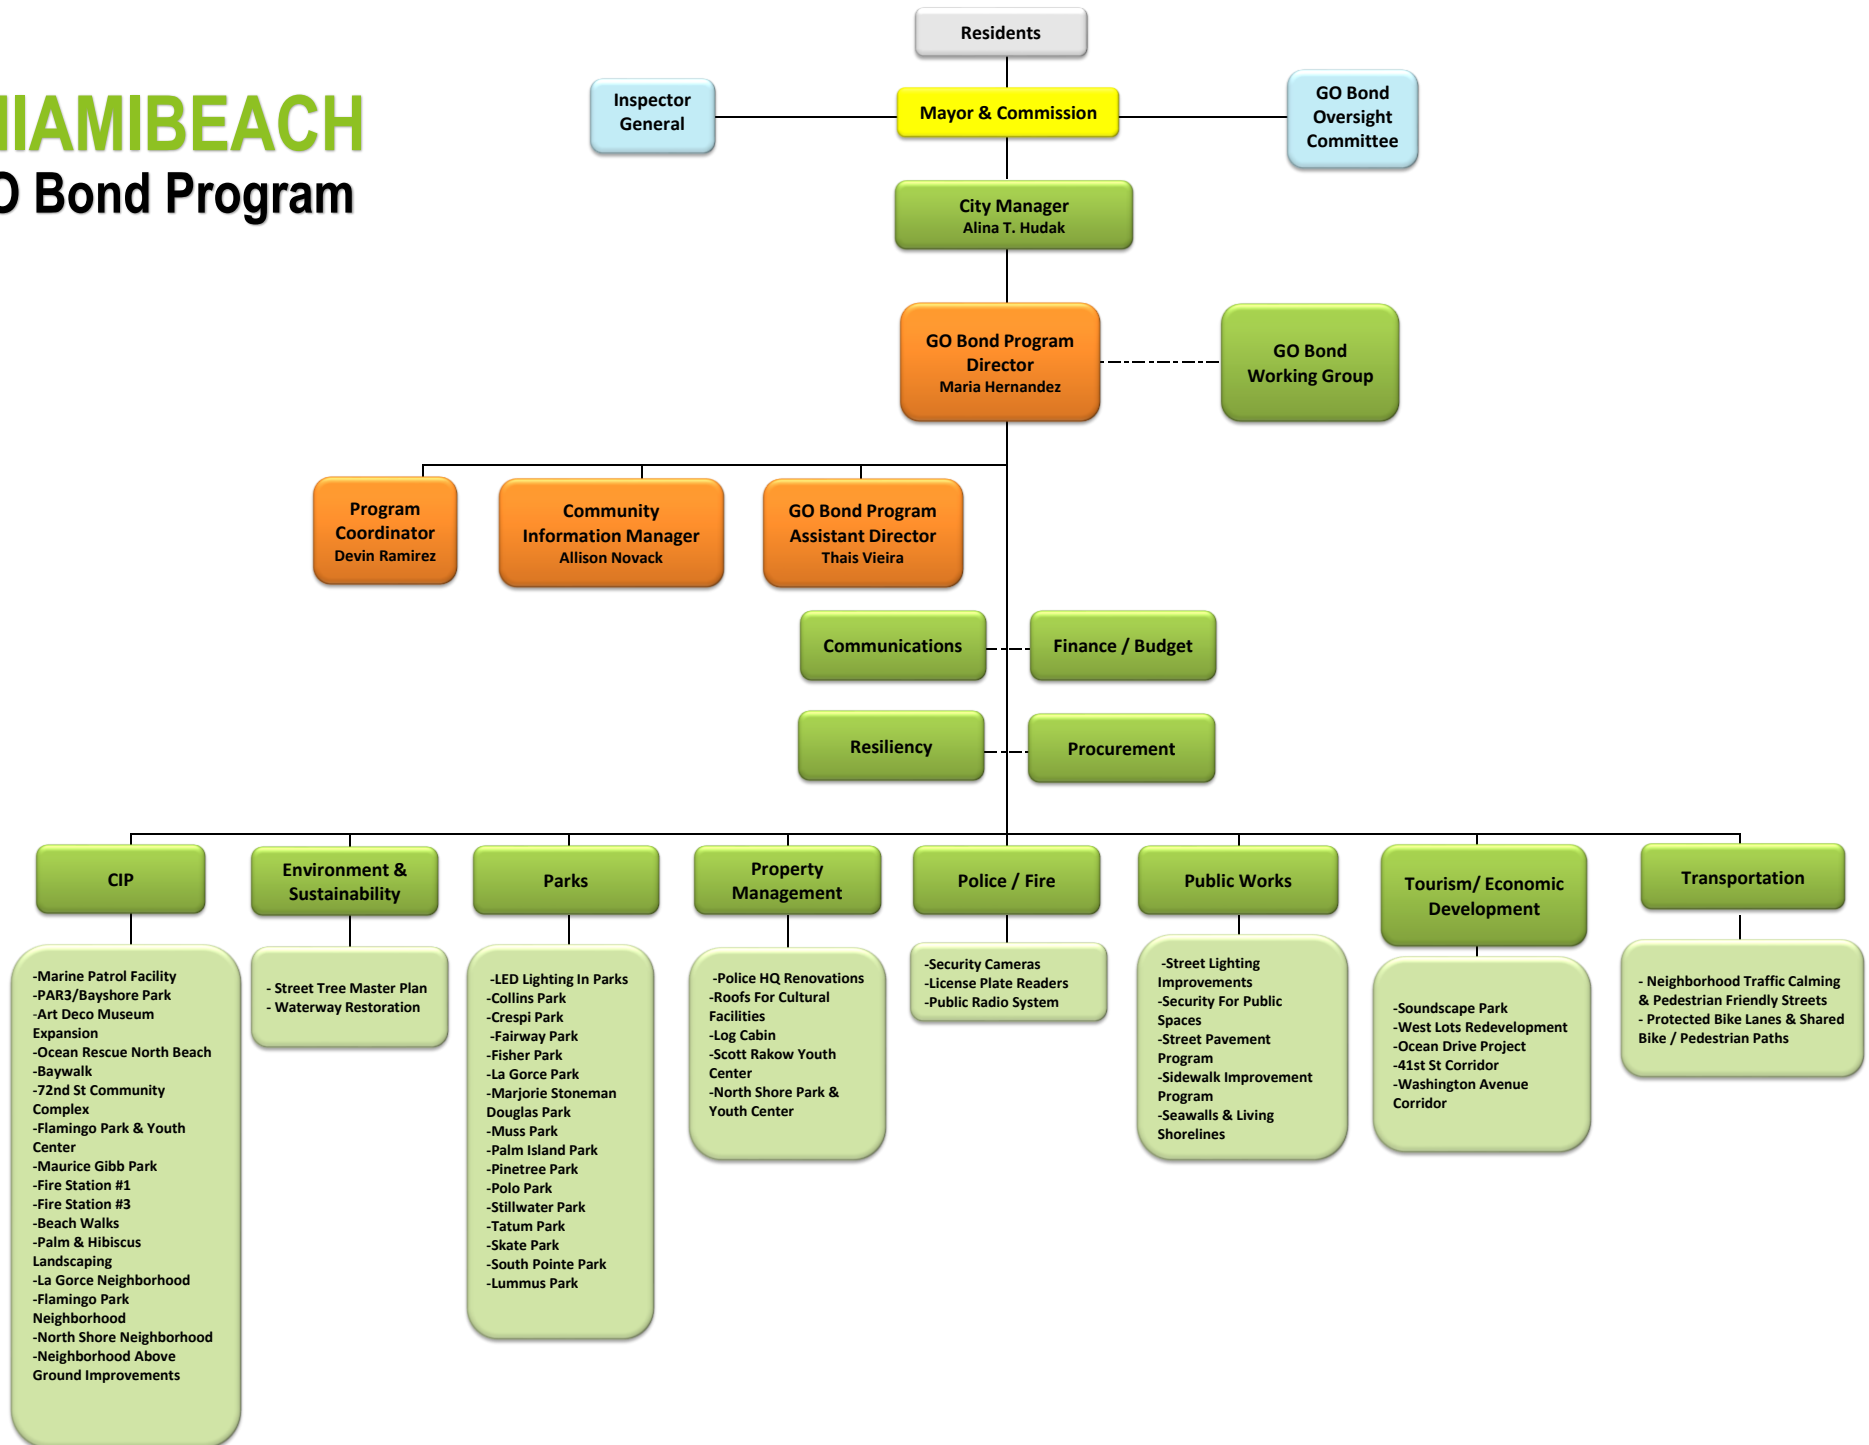 Residents
Inspector
General
Mayor & Commission
GO Bond
Oversight
Committee
MIAMIBEACH
O Bond Program
City Manager
Alina T. Hudak
GO Bond Program
Director
Maria Hernandez
GO Bond
Working Group
Program
Coordinator
Devin Ramirez
Community
Information Manager
Allison Novack
GO Bond Program
Assistant Director
Thais Vieira
Communications
Finance / Budget
Resiliency
Procurement
CIP
-Marine Patrol Facility
-PAR3/Bayshore Park
-Art Deco Museum
Expansion
-Ocean Rescue North Beach
-Baywalk
-72nd St Community
Complex
-Flamingo Park & Youth
Center
-Maurice Gibb Park
-Fire Station #1
-Fire Station #3
-Beach Walks
-Palm & Hibiscus
Landscaping
-La Gorce Neighborhood
-Flamingo Park
Neighborhood
-North Shore Neighborhood
-Neighborhood Above
Ground Improvements
Environment &
Sustainability
- Street Tree Master Plan
- Waterway Restoration
Parks
-LED Lighting In Parks
-Collins Park
-Crespi Park
-Fairway Park
-Fisher Park
-La Gorce Park
-Marjorie Stoneman
Douglas Park
-Muss Park
-Palm Island Park
-Pinetree Park
-Polo Park
-Stillwater Park
-Tatum Park
-Skate Park
-South Pointe Park
-Lummus Park
Property
Management
-Police HQ Renovations
-Roofs For Cultural
Facilities
-Log Cabin
-Scott Rakow Youth
Center
-North Shore Park &
Youth Center
Police / Fire
-Security Cameras
-License Plate Readers
-Public Radio System
Public Works
-Street Lighting
Improvements
-Security For Public
Spaces
-Street Pavement
Program
-Sidewalk Improvement
Program
-Seawalls & Living
Shorelines
Tourism/ Economic
Development
-Soundscape Park
-West Lots Redevelopment
-Ocean Drive Project
-41st St Corridor
-Washington Avenue
Corridor
Transportation
- Neighborhood Traffic Calming
& Pedestrian Friendly Streets
- Protected Bike Lanes & Shared
Bike / Pedestrian Paths